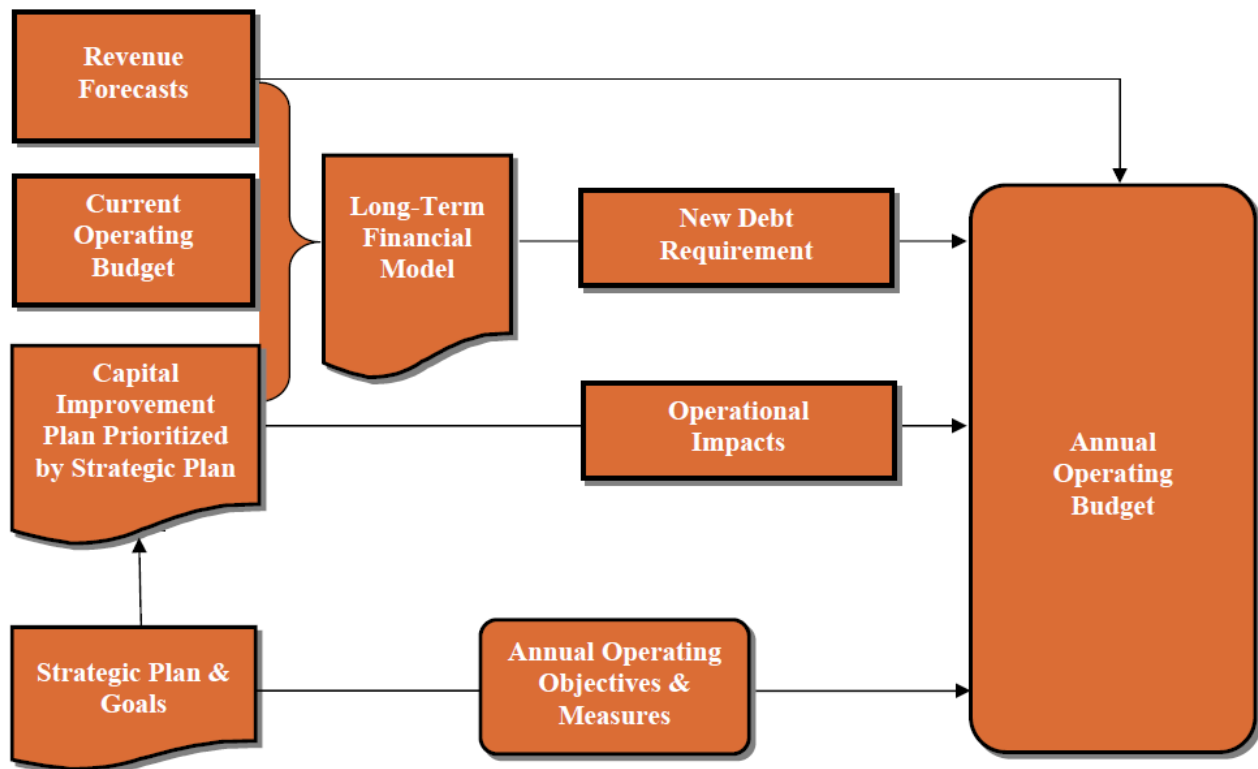 Revenue
Forecasts
Current
Operating
Budget
Long-Term
Financial
Model
New Debt
Requirement
Capital
Improvement
Plan Prioritized
by Strategic Plan
Operational
Impacts
Annual
Operating
Budget
Strategic Plan &
Goals
Annual Operating
Objectives &
Measures